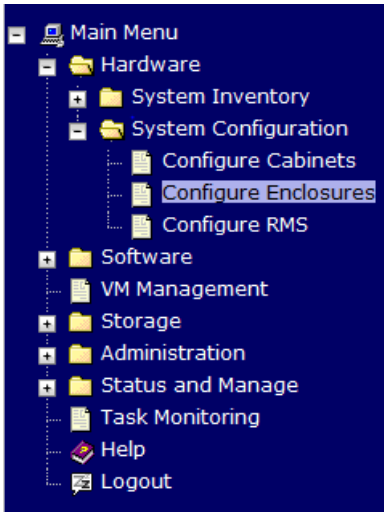 Main Menu
Hardware
System Inventory
System Configuration
Configure Cabinets
Configure Enclosures
Configure RMS
Software
VM Management
Storage
Administration
Status and Manage
Task Monitoring
Help
Logout